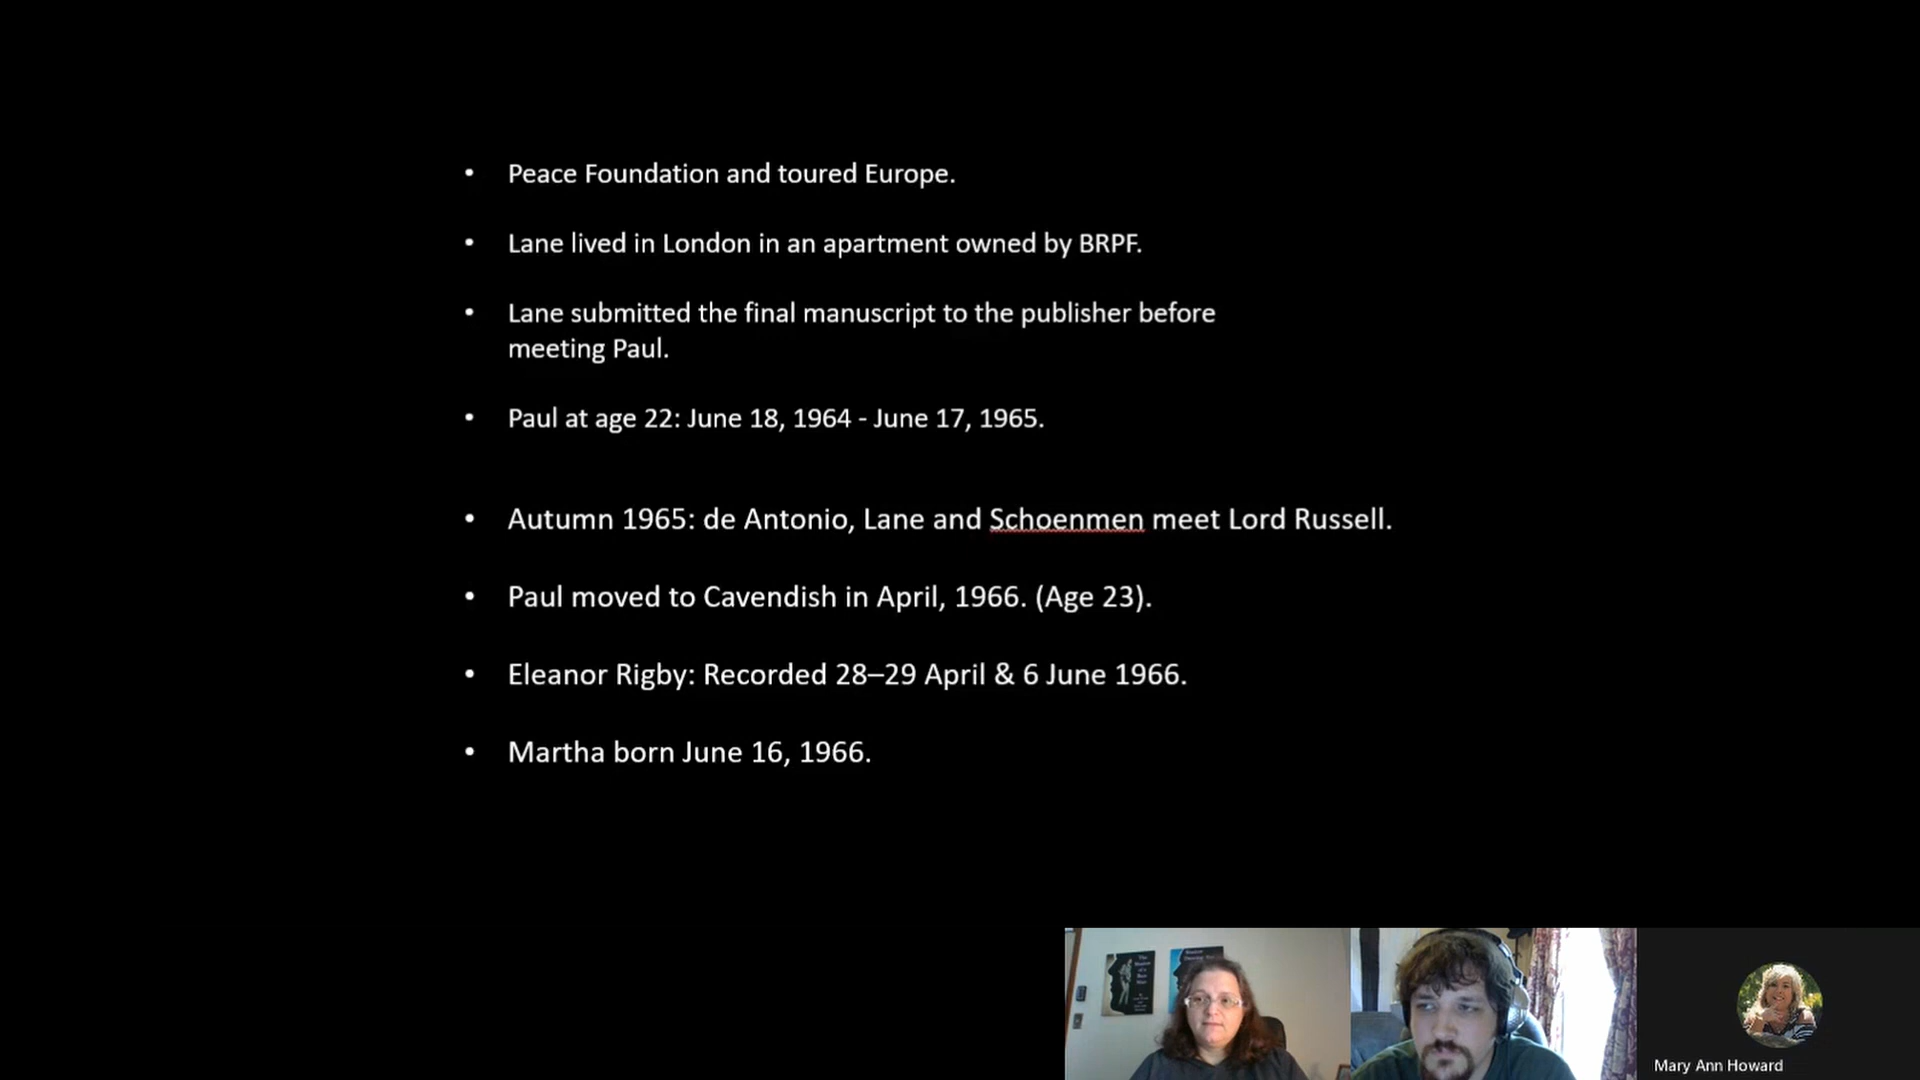 • Peace Foundation and toured Europe.
• Lane lived in London in an apartment owned by BRPF.
• Lane submitted the final manuscript to the publisher before
meeting Paul.
• Paul at age 22: June 18, 1964 - June 17, 1965.
• Autumn 1965: de Antonio, Lane and Schoenmen meet Lord Russell.
• Paul moved to Cavendish in April, 1966. (Age 23).
• Eleanor Rigby: Recorded 28–29 April & 6 June 1966.
• Martha born June 16, 1966.
Mary Ann Howard